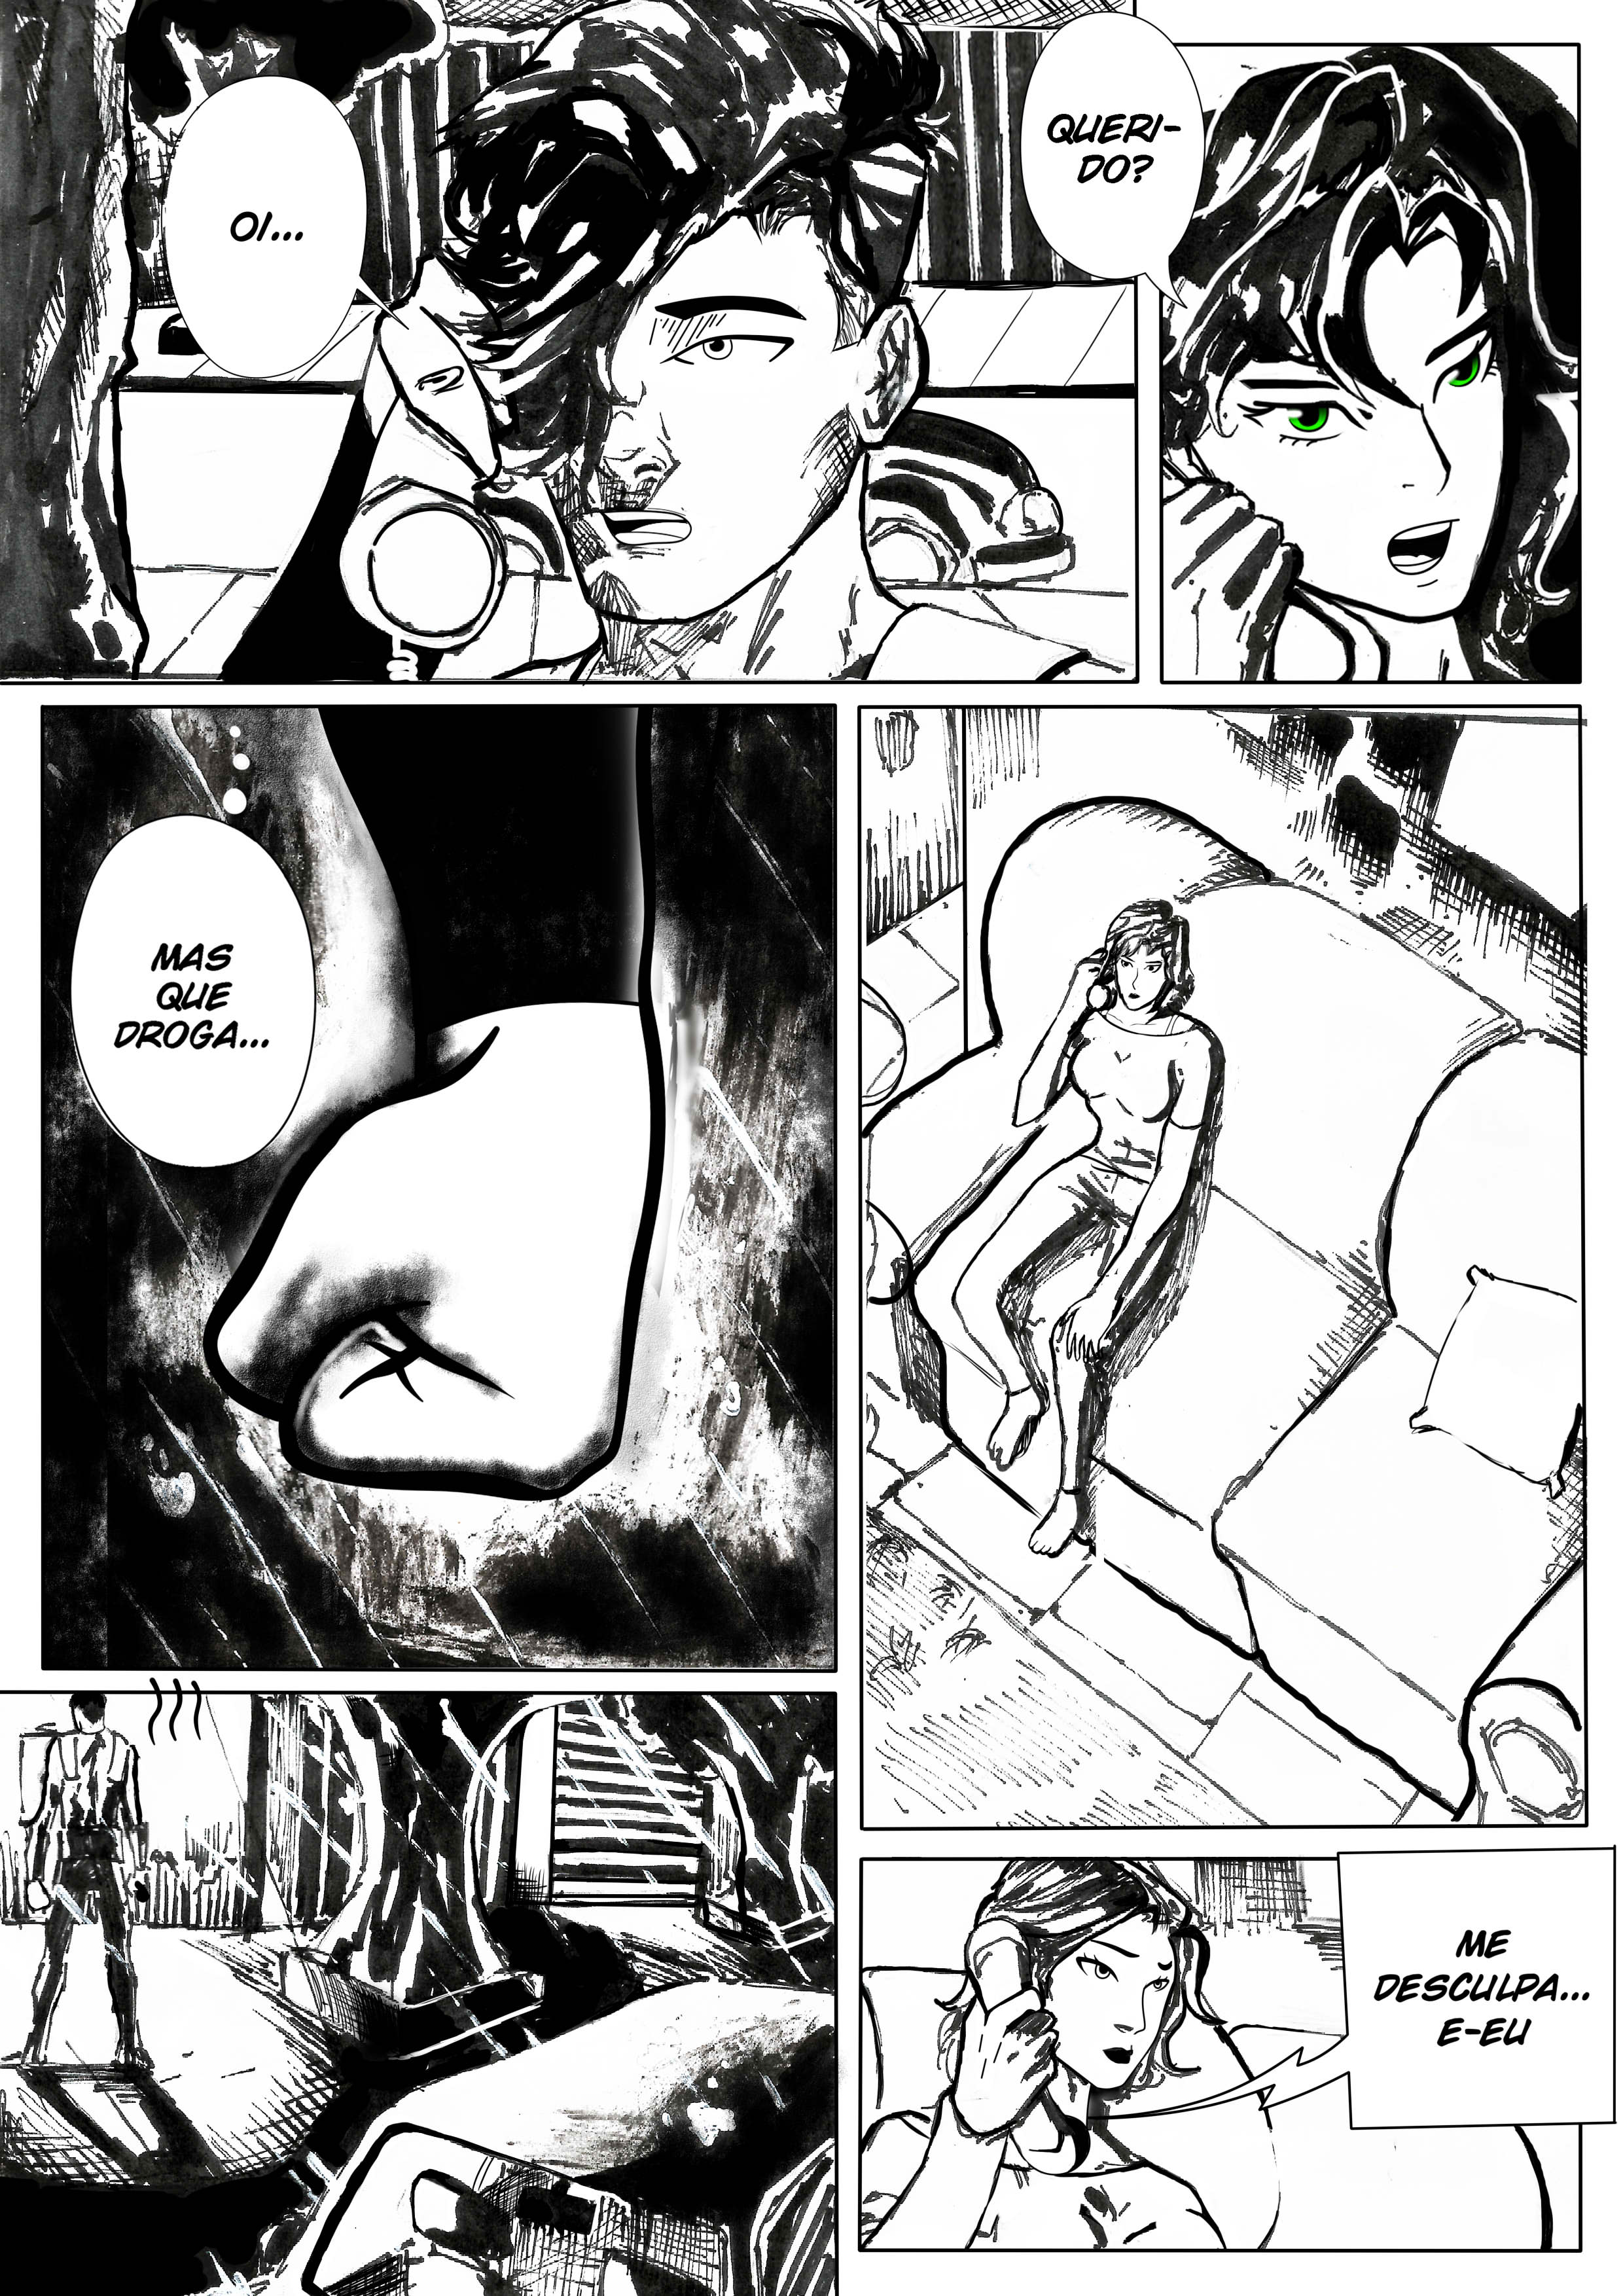 OI...
QUERI-
DO?
MAS
QUE
DROGA...
ME
DESCULPA...
E-EU